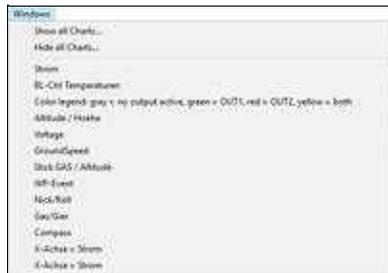 Windows
Show all Charts...
Hide all Charts...
Strom
BL-Ctrl Temperaturen
Color legend: gray = no output active, green = OUT1, red = OUT2, yellow = both
Altitude / Hoehe
Voltage
GroundSpeed
Stick GAS / Altitude
WP-Event
Nick/Roll
Gas/Gier
Compass
X-Achse = Strom
X-Achse = Strom